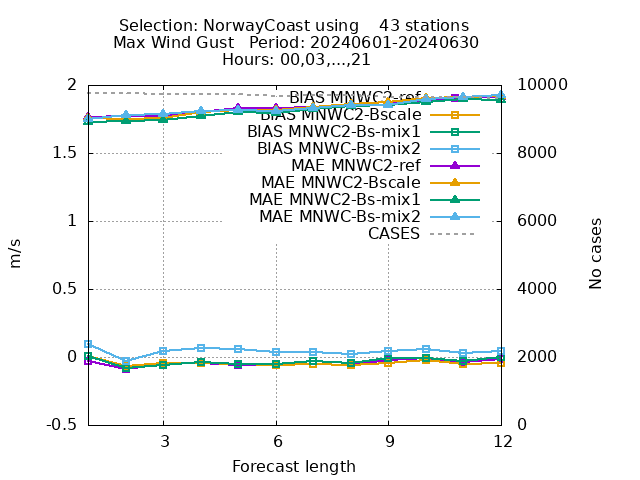 Selection: NorwayCoast using    43 stations
Max Wind Gust   Period: 20240601-20240630
Hours: 00,03,...,21
2
1.5
1
0.5
0
-0.5
m/s
BIAS MNWC2-ref
BIAS MNWC2-Bscale
BIAS MNWC2-Bs-mix1
BIAS MNWC-Bs-mix2
MAE MNWC2-ref
MAE MNWC2-Bscale
MAE MNWC2-Bs-mix1
MAE MNWC-Bs-mix2
CASES
10000
8000
6000
4000
2000
0
No cases
3
6
9
12
Forecast length